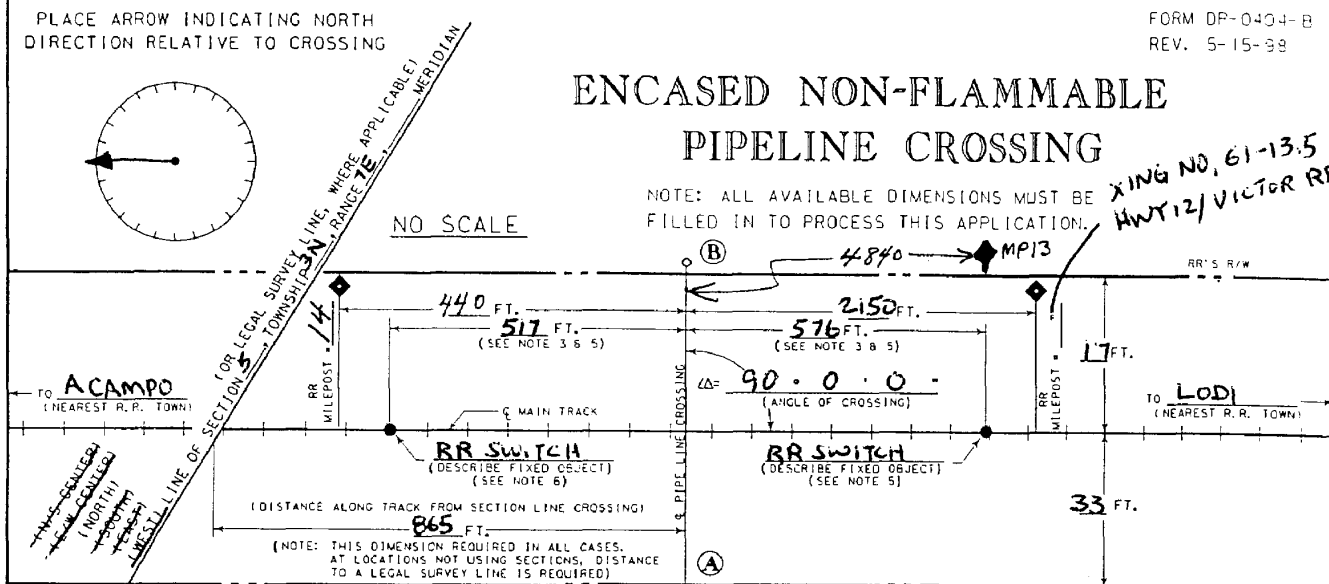 PLACE ARROW INDICATING NORTH
DIRECTION RELATIVE TO CROSSING
FORM DP-0404-B
REV. 5-15-98
ENCASED NON-FLAMMABLE
PIPELINE CROSSING
NOTE: ALL AVAILABLE DIMENSIONS MUST BE
FILLED IN TO PROCESS THIS APPLICATION.
XING NO, 61-13.5
HWY 12/ VICTOR RD
NO SCALE
(OR LEGAL SURVEY LINE, WHERE APPLICABLE)
(WEST) LINE OF SECTION 5, TOWNSHIP 3N, RANGE 7E, MERIDIAN
B
4840
MP13
RR'S R/W
440 FT.
2150 FT.
517 FT.
(SEE NOTE 3 & 5)
576 FT.
(SEE NOTE 3 & 5)
RR MILEPOST 14
RR MILEPOST
17 FT.
TO ACAMPO
(NEAREST R.R. TOWN)
∠A= 90 · 0 · 0 -
(ANGLE OF CROSSING)
TO LODI
(NEAREST R.R. TOWN)
℄ MAIN TRACK
℄ PIPE LINE CROSSING
RR SWITCH
(DESCRIBE FIXED OBJECT)
(SEE NOTE 6)
RR SWITCH
(DESCRIBE FIXED OBJECT)
(SEE NOTE 5)
(N/S CENTER)
(E/W CENTER)
(NORTH)
(SOUTH)
(EAST)
(DISTANCE ALONG TRACK FROM SECTION LINE CROSSING)
865 FT.
33 FT.
(NOTE: THIS DIMENSION REQUIRED IN ALL CASES.
AT LOCATIONS NOT USING SECTIONS, DISTANCE
TO A LEGAL SURVEY LINE IS REQUIRED)
A